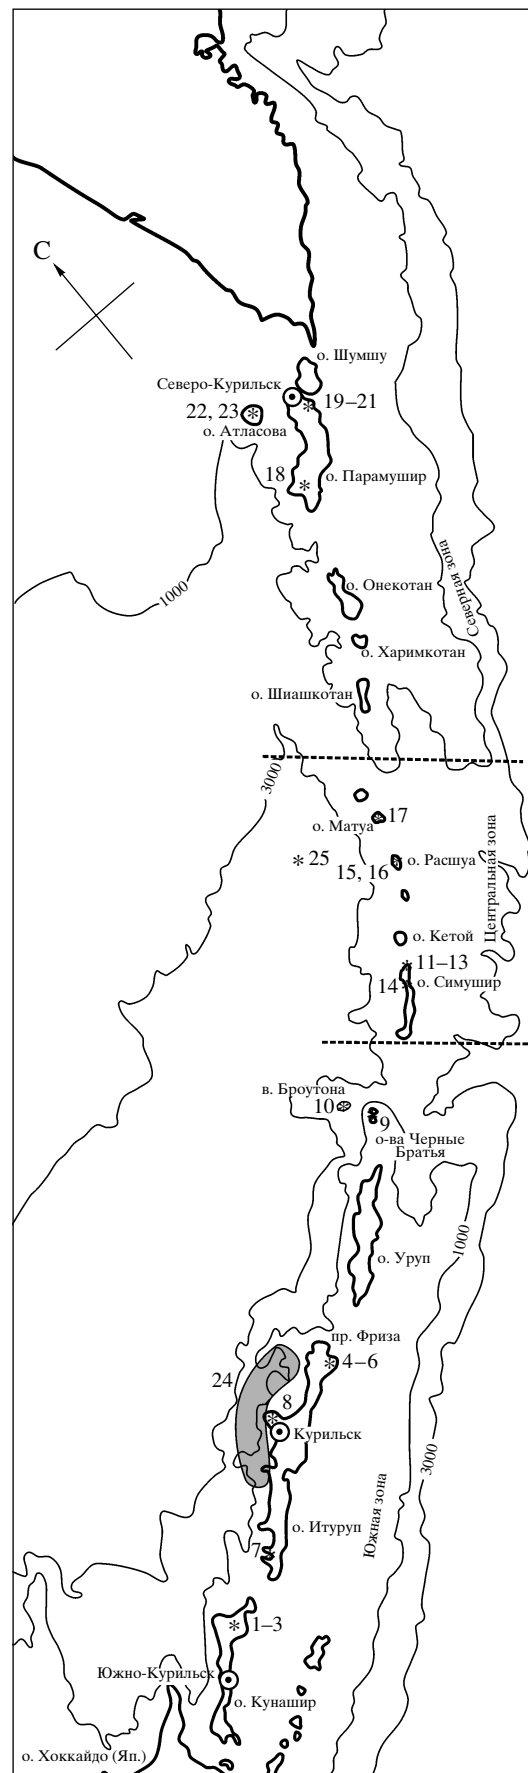 С
о. Шумшу
Северо-Курильск
19–21
22, 23
о. Атласова
18
о. Парамушир
1000
о. Онекотан
Северная зона
о. Харимкотан
о. Шиашкотан
3000
17
о. Матуа
25
о. Расшуа
15, 16
Центральная зона
о. Кетой
11–13
14
о. Симушир
в. Броутона
10
9
о-ва Черные
Братья
1000
о. Уруп
пр. Фриза
4–6
24
8
Курильск
3000
о. Итуруп
Южная зона
7
1–3
Южно-Курильск
о. Кунашир
о. Хоккайдо (Яп.)